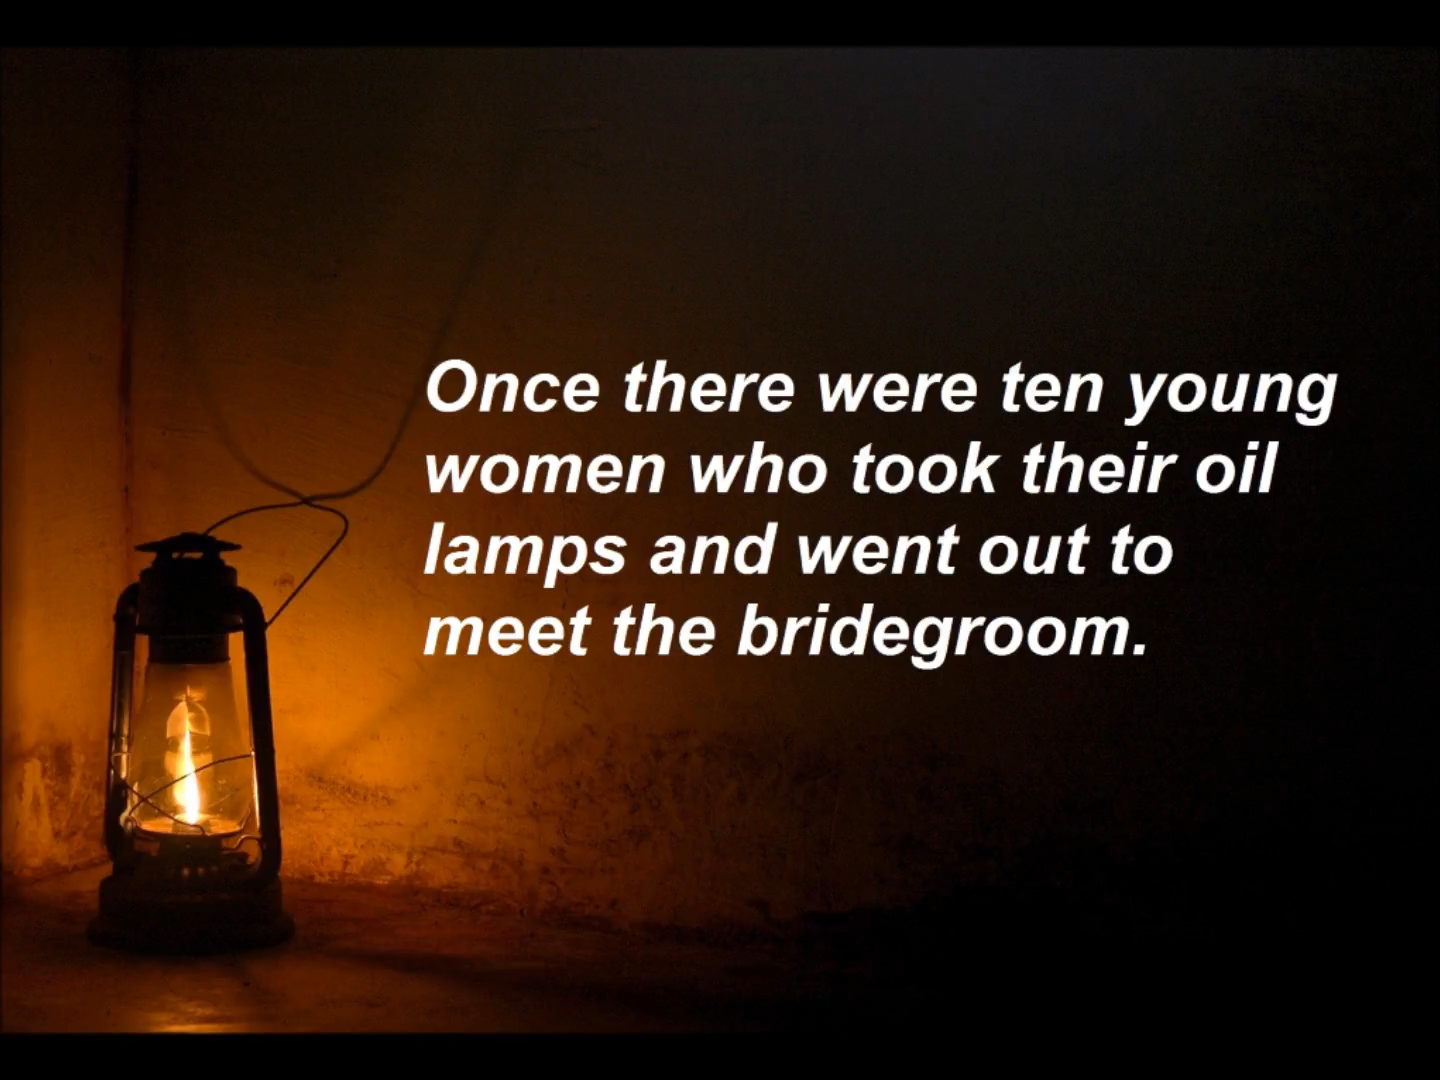 Once there were ten young
women who took their oil
lamps and went out to
meet the bridegroom.